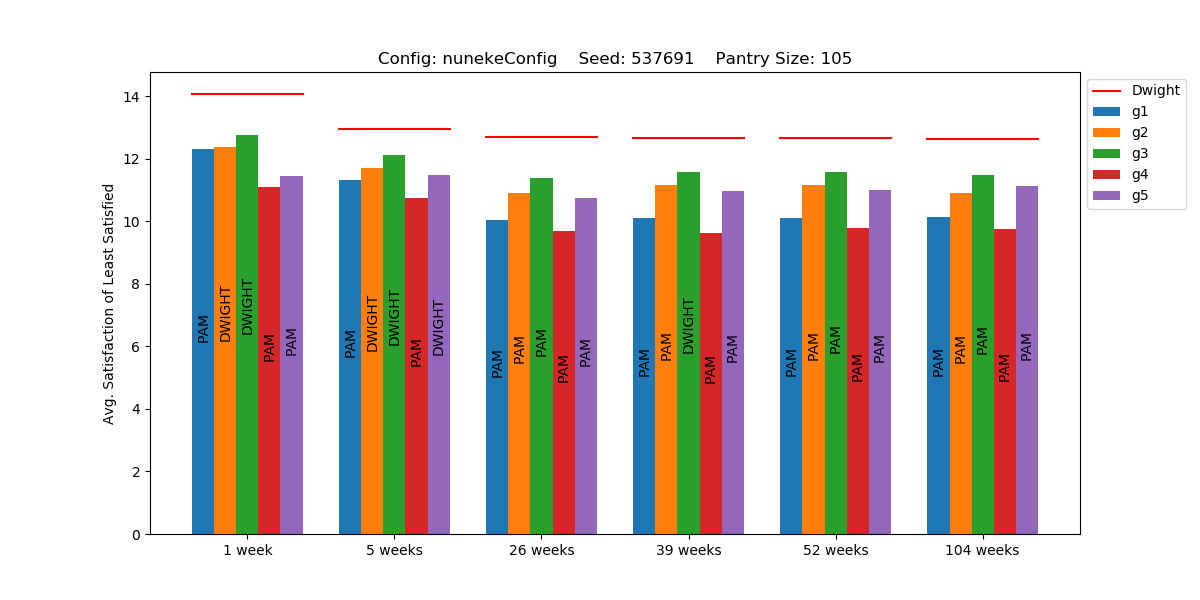 Config: nunekeConfig    Seed: 537691    Pantry Size: 105
Avg. Satisfaction of Least Satisfied
14
12
10
8
6
4
2
0
PAM DWIGHT DWIGHT PAM PAM
PAM DWIGHT DWIGHT PAM DWIGHT
PAM PAM PAM PAM PAM
PAM PAM DWIGHT PAM PAM
PAM PAM PAM PAM PAM
PAM PAM PAM PAM PAM
1 week
5 weeks
26 weeks
39 weeks
52 weeks
104 weeks
Dwight
g1
g2
g3
g4
g5